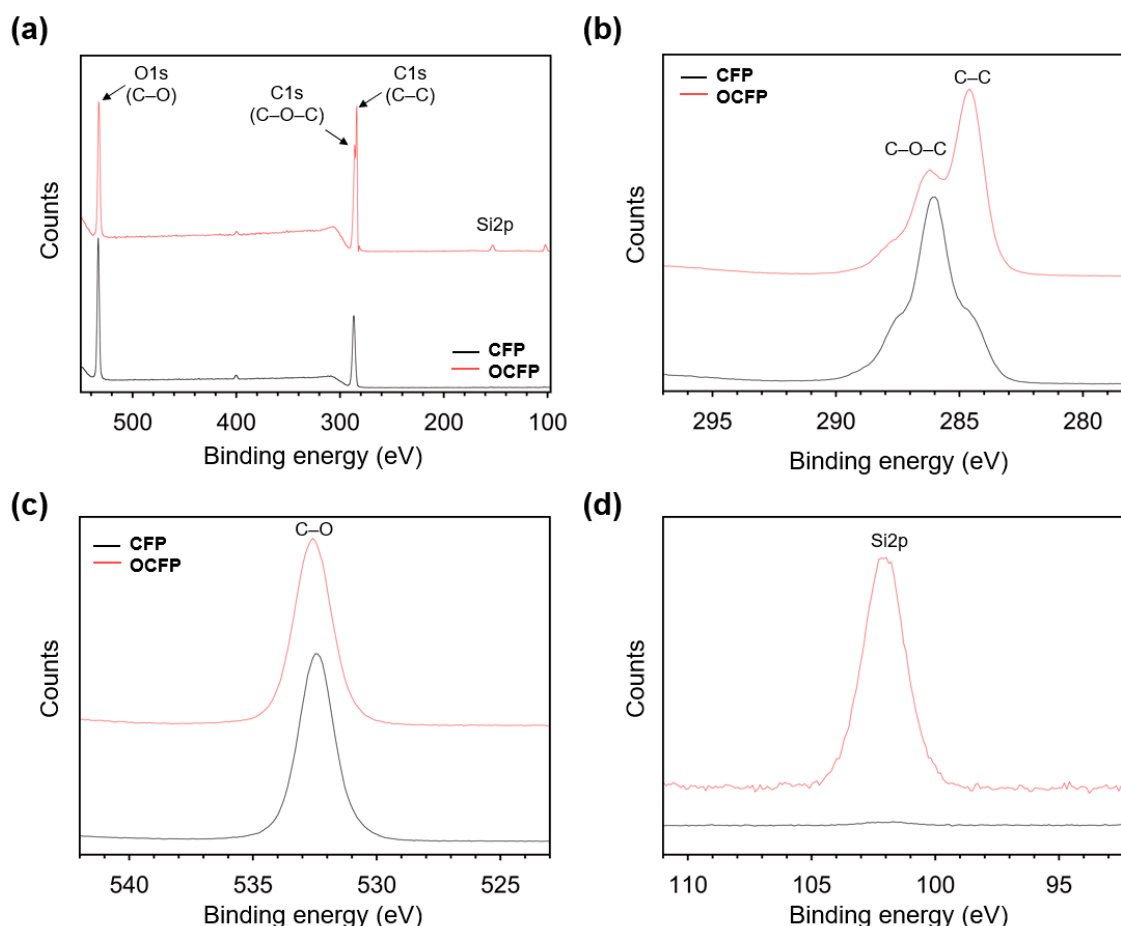 (a)
O1s
(C–O)
C1s
(C–O–C)
C1s
(C–C)
Si2p
CFP
OCFP
Counts
500
400
300
200
100
Binding energy (eV)
(b)
CFP
OCFP
C–C
C–O–C
Counts
295
290
285
280
Binding energy (eV)
(c)
CFP
OCFP
C–O
Counts
540
535
530
525
Binding energy (eV)
(d)
Si2p
Counts
110
105
100
95
Binding energy (eV)